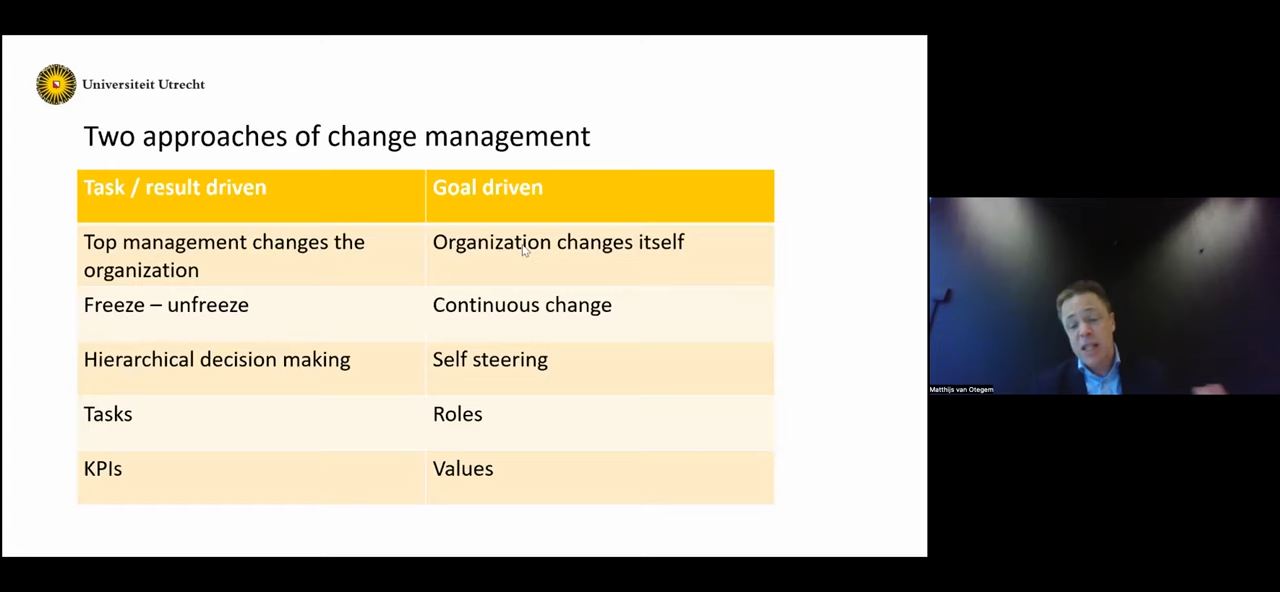 Universiteit Utrecht
Two approaches of change management
Task / result driven
Goal driven
Top management changes the
organization
Organization changes itself
Freeze – unfreeze
Continuous change
Hierarchical decision making
Self steering
Tasks
Roles
KPIs
Values
Matthijs van Otegem